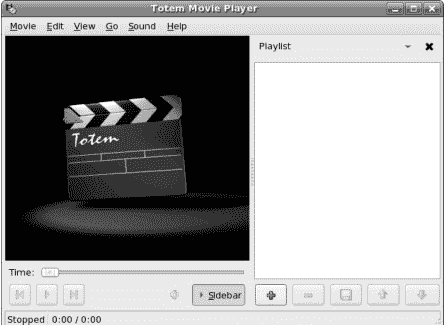 Totem Movie Player
Movie Edit View Go Sound Help
Playlist
Totem
Time:
Sidebar
Stopped 0:00 / 0:00